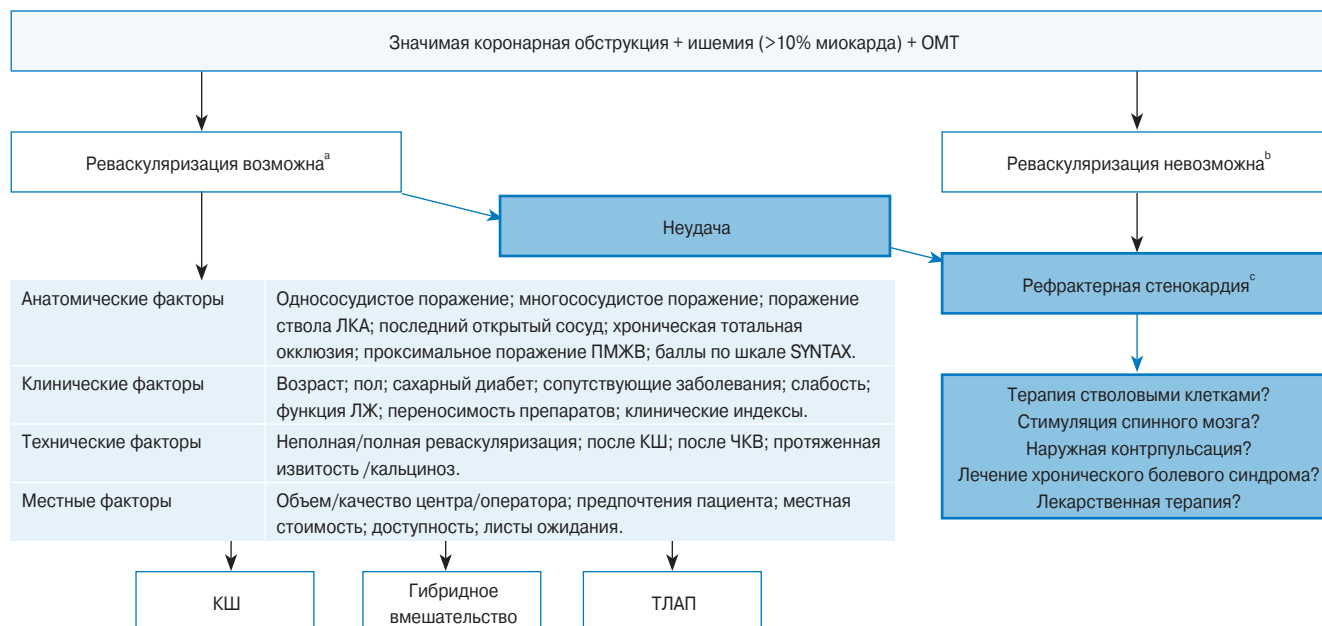 Значимая коронарная обструкция + ишемия (>10% миокарда) + ОМТ
Реваскуляризация возможна^a
Реваскуляризация невозможна^b
Неудача
Рефрактерная стенокардия^c
Анатомические факторы
Однососудистое поражение; многососудистое поражение; поражение
ствола ЛКА; последний открытый сосуд; хроническая тотальная
окклюзия; проксимальное поражение ПМЖВ; баллы по шкале SYNTAX.
Клинические факторы
Возраст; пол; сахарный диабет; сопутствующие заболевания; слабость;
функция ЛЖ; переносимость препаратов; клинические индексы.
Технические факторы
Неполная/полная реваскуляризация; после КШ; после ЧКВ; протяженная
извитость /кальциноз.
Местные факторы
Объем/качество центра/оператора; предпочтения пациента; местная
стоимость; доступность; листы ожидания.
Терапия стволовыми клетками?
Стимуляция спинного мозга?
Наружная контрпульсация?
Лечение хронического болевого синдрома?
Лекарственная терапия?
КШ
Гибридное
вмешательство
ТЛАП